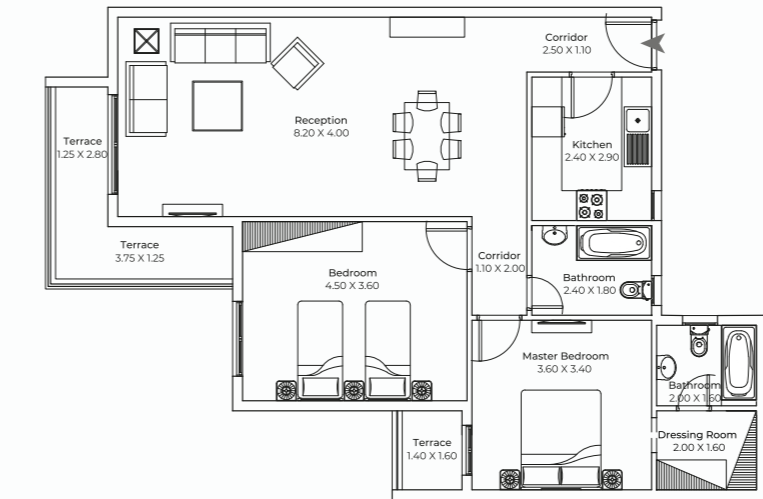 Corridor
2.50 X 1.10
Terrace
1.25 X 2.80
Reception
8.20 X 4.00
Kitchen
2.40 X 2.90
Terrace
3.75 X 1.25
Bedroom
4.50 X 3.60
Corridor
1.10 X 2.00
Bathroom
2.40 X 1.80
Master Bedroom
3.60 X 3.40
Bathroom
2.00 X 1.60
Terrace
1.40 X 1.60
Dressing Room
2.00 X 1.60